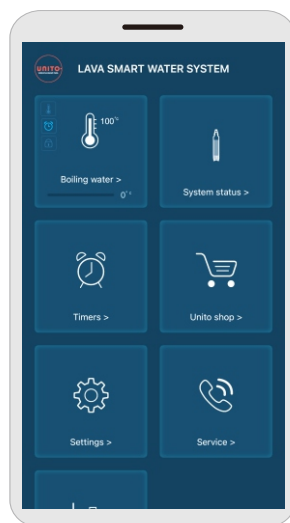 UNITO
LAVA SMART WATER SYSTEM
100°
Boiling water >
0°
System status >
Timers >
Unito shop >
Settings >
Service >